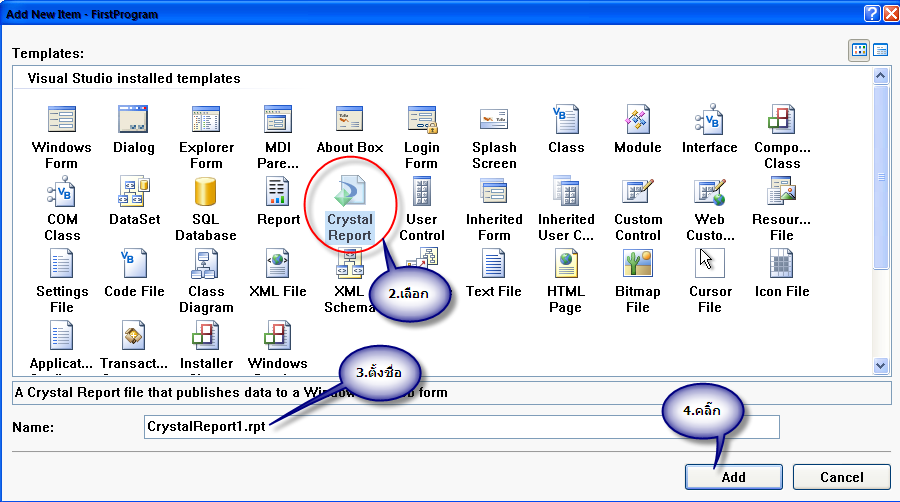 Add New Item - FirstProgram
Templates:
Visual Studio installed templates
Windows Form
Dialog
Explorer Form
MDI Pare...
About Box
Login Form
Splash Screen
Class
Module
Interface
Compo... Class
COM Class
DataSet
SQL Database
Report
Crystal Report
User Control
Inherited Form
Inherited User C...
Custom Control
Web Custo...
Resour... File
Settings File
Code File
Class Diagram
XML File
XML Schema
Text File
HTML Page
Bitmap File
Cursor File
Icon File
2.เลือก
Applicat...
Transact...
Installer
Windows
3.ตั้งชื่อ
A Crystal Report file that publishes data to a Window form
4.คลิ๊ก
Name:
CrystalReport1.rpt
Add
Cancel